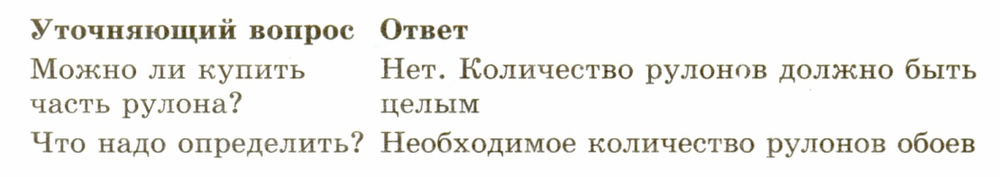 Уточняющий вопрос Ответ
Можно ли купить Нет. Количество рулонов должно быть
часть рулона? целым
Что надо определить? Необходимое количество рулонов обоев